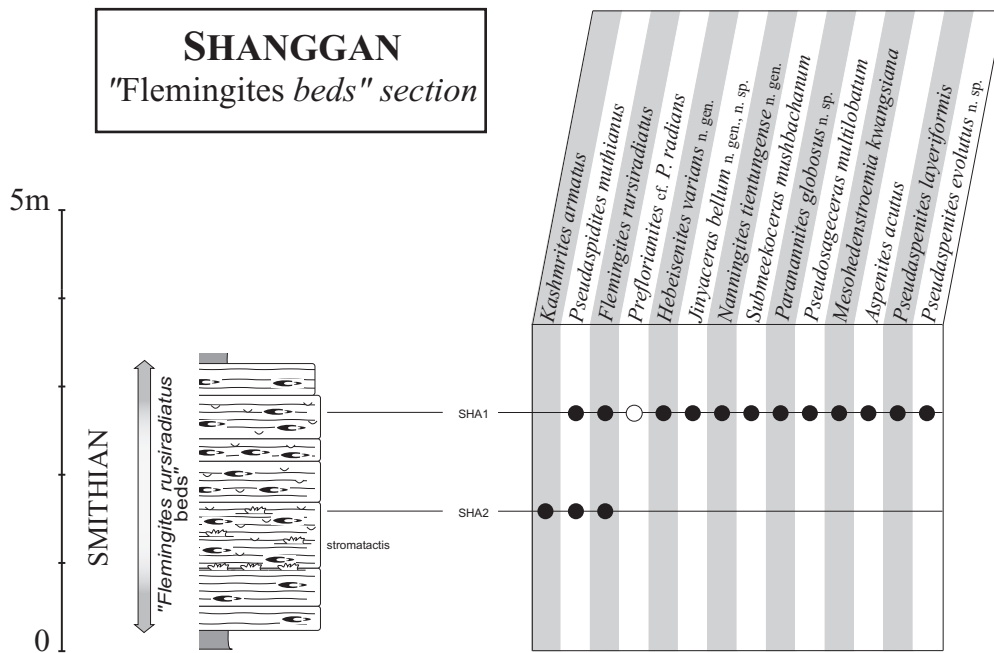 SHANGGAN
"Flemingites beds" section
Kashmrites armatus
Pseudaspidites muthianus
Flemingites rursiradiatus
Preflorianites cf. P. radians
Hebeisenites varians n. gen.
Jinyaceras bellum n. gen., n. sp.
Nanningites tientungense n. gen.
Submeekoceras mushbachanum
Paranannites globosus n. sp.
Pseudosageceras multilobatum
Mesohedenstroemia kwangsiana
Aspenites acutus
Pseudaspenites layeriformis
Pseudaspenites evolutus n. sp.
5m
SMITHIAN
"Flemingites rursiradiatus
beds"
SHA1
SHA2
stromatactis
0